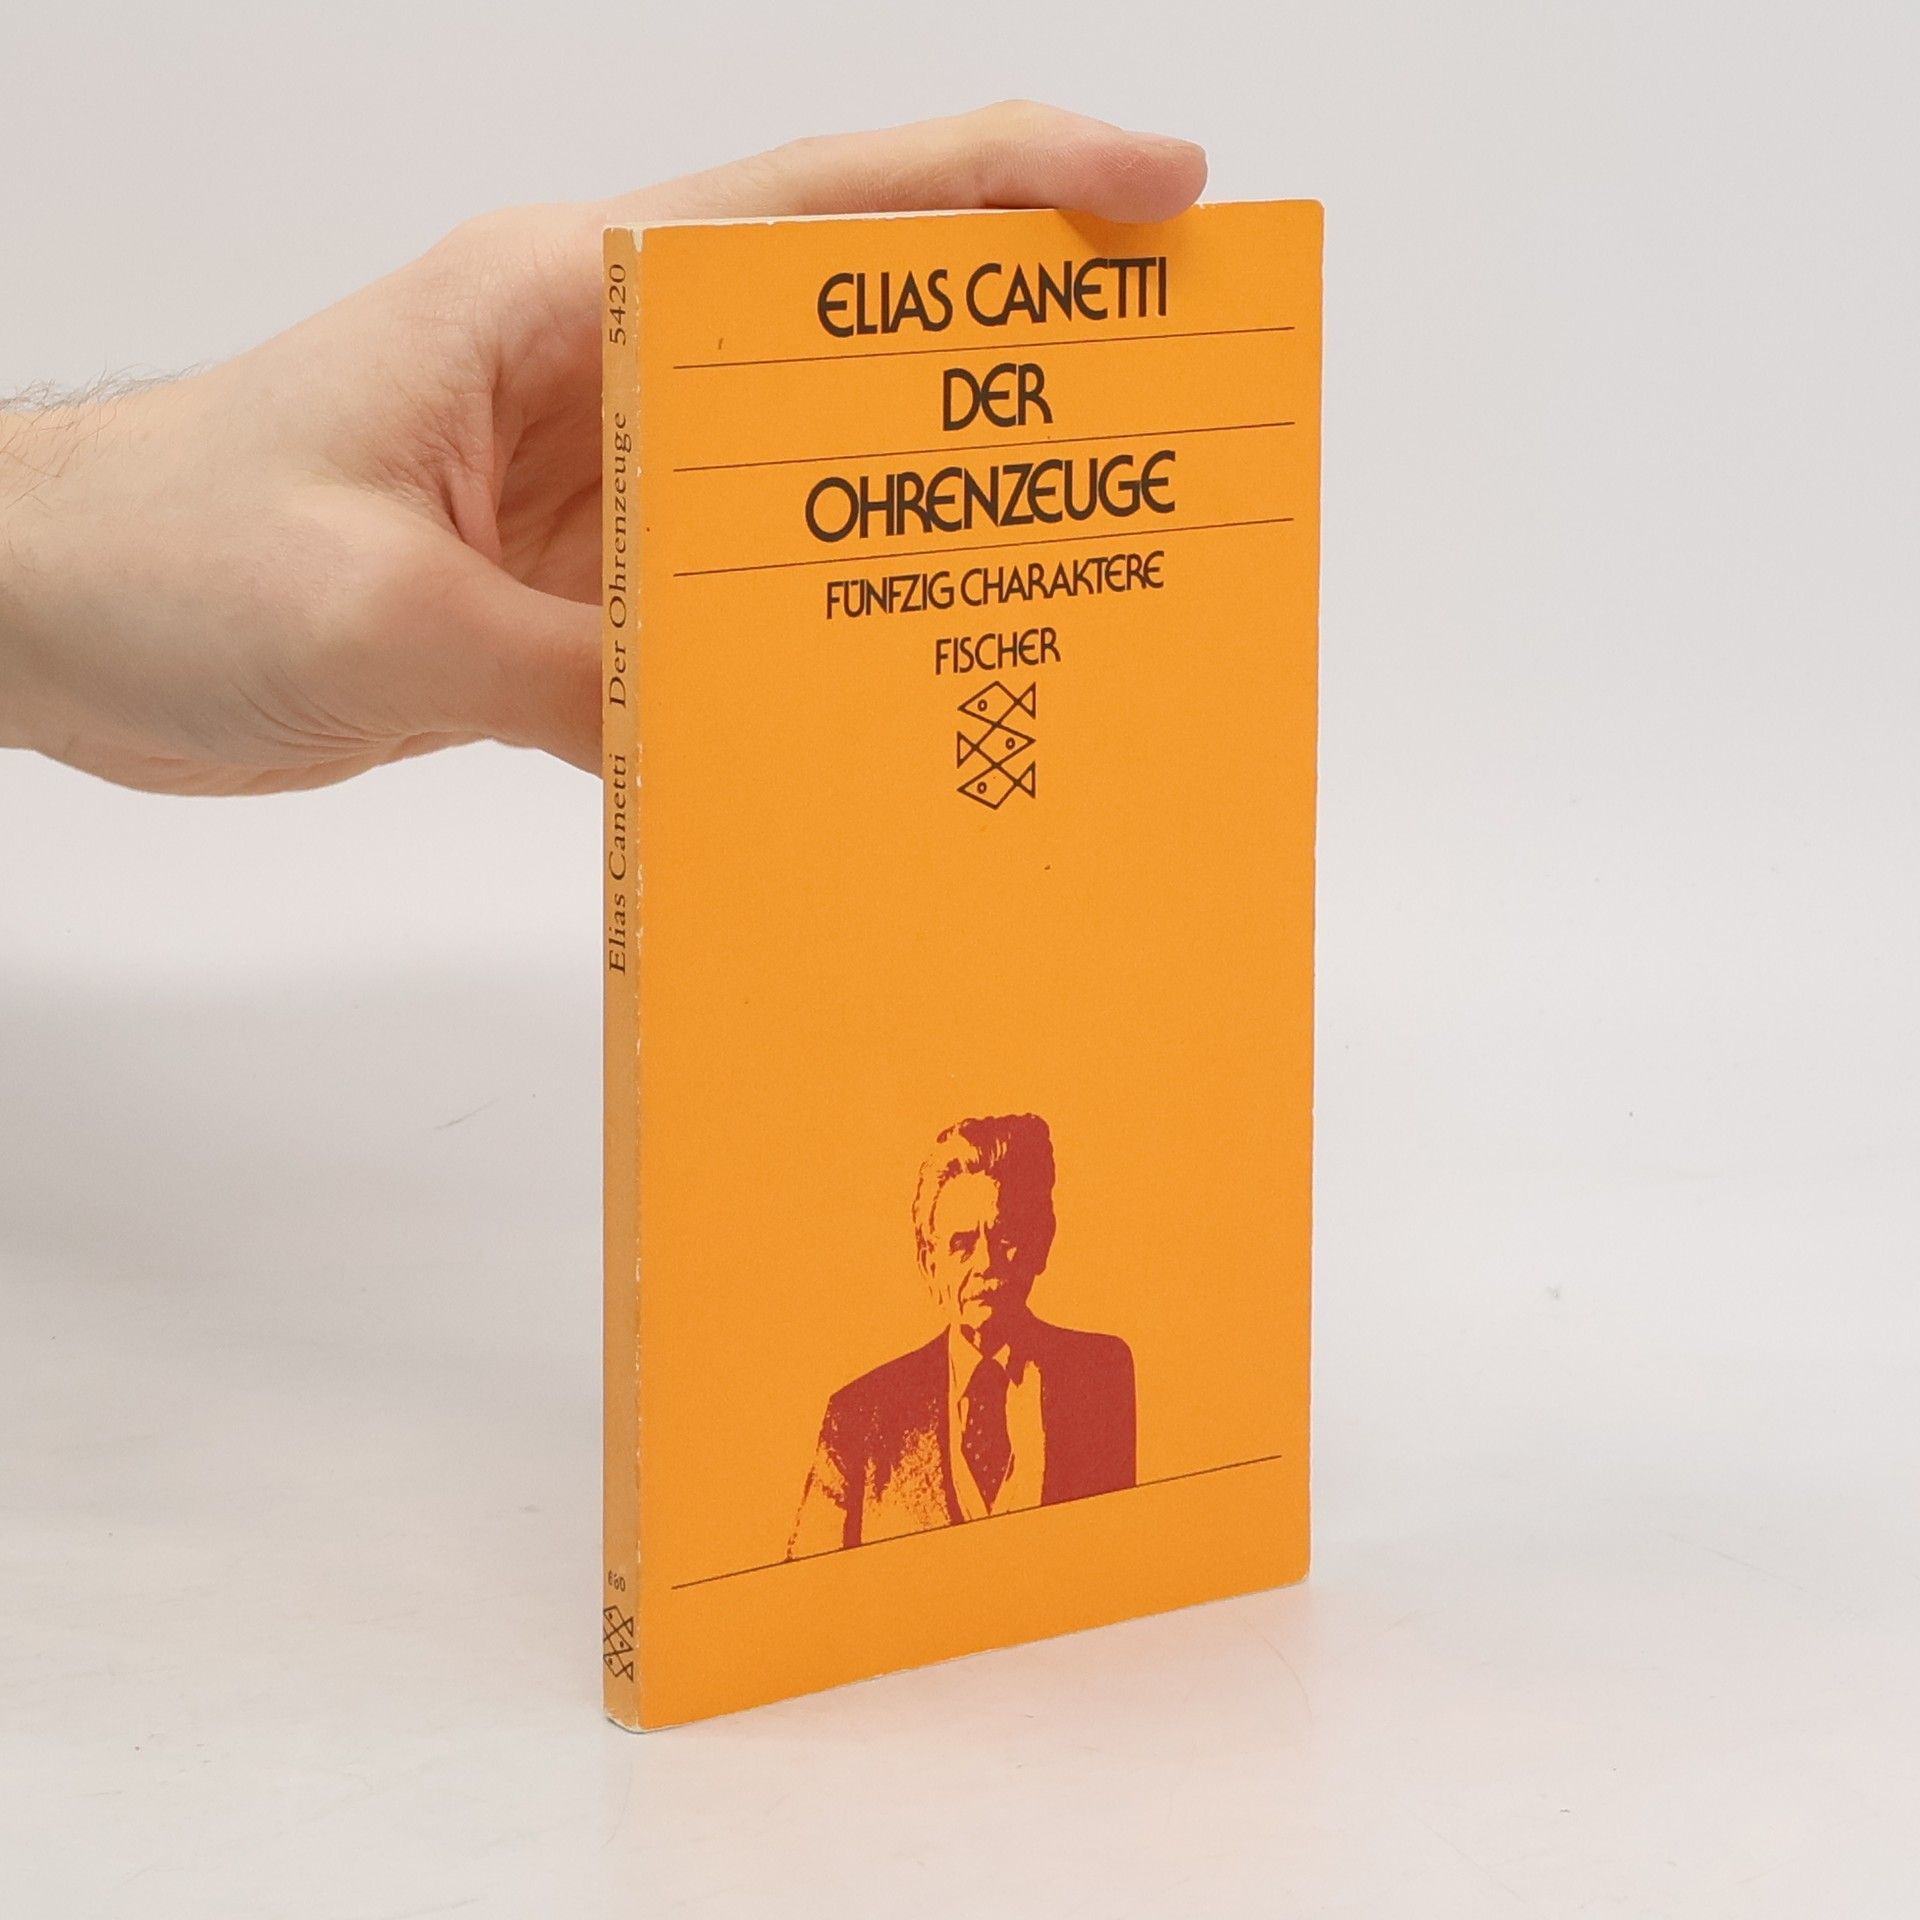 ELIAS CANETTI
DER
OHRENZEUGE
FÜNFZIG CHARAKTERE
FISCHER
Elias Canetti Der Ohrenzeuge 5420